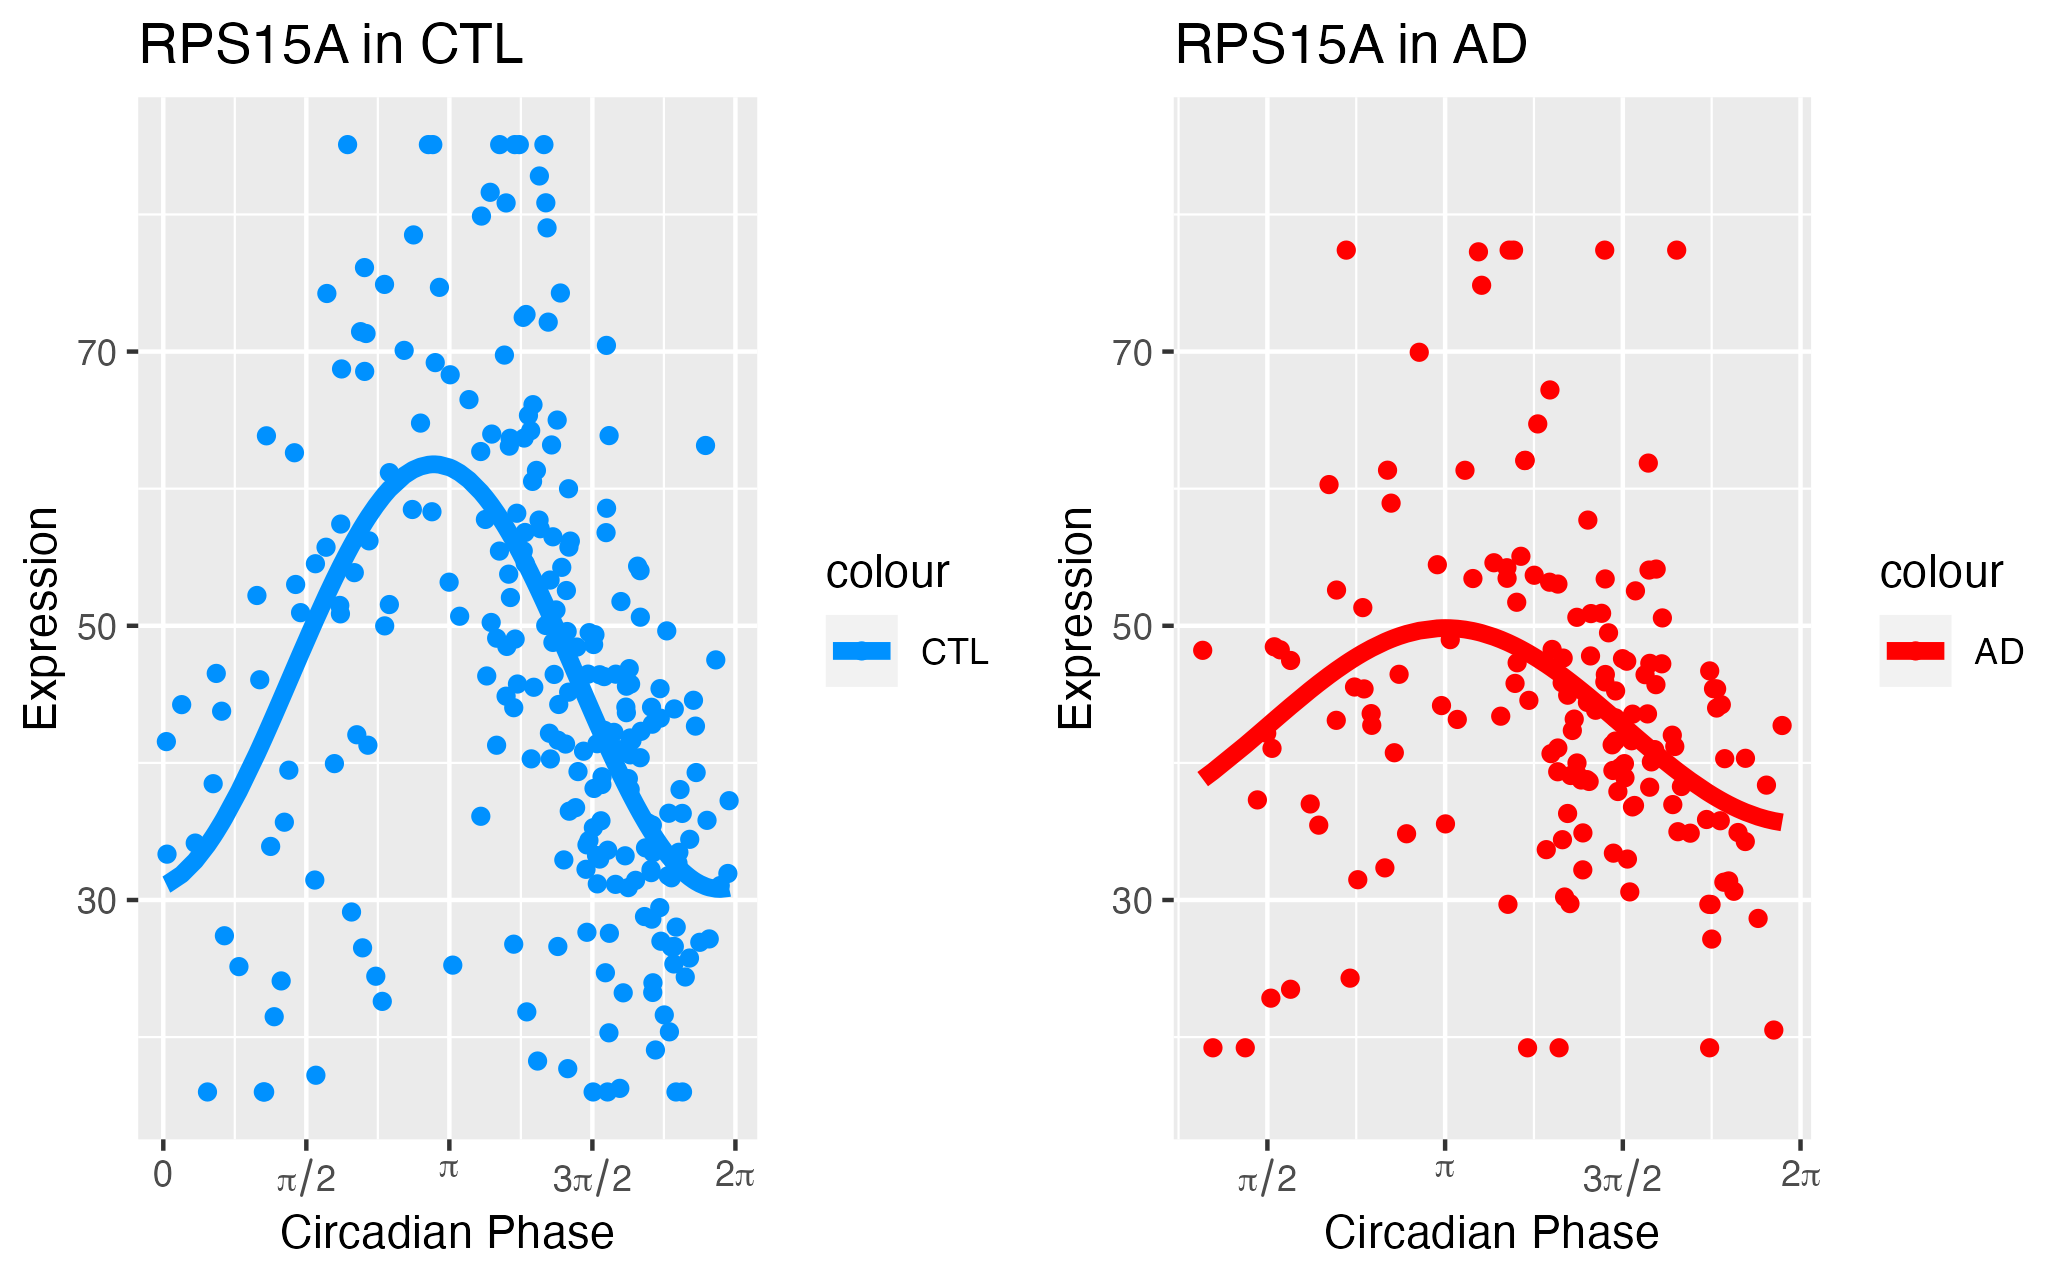 RPS15A in CTL
Expression
70
50
30
0 π/2 π 3π/2 2π
Circadian Phase
colour
CTL
RPS15A in AD
Expression
70
50
30
π/2 π 3π/2 2π
Circadian Phase
colour
AD